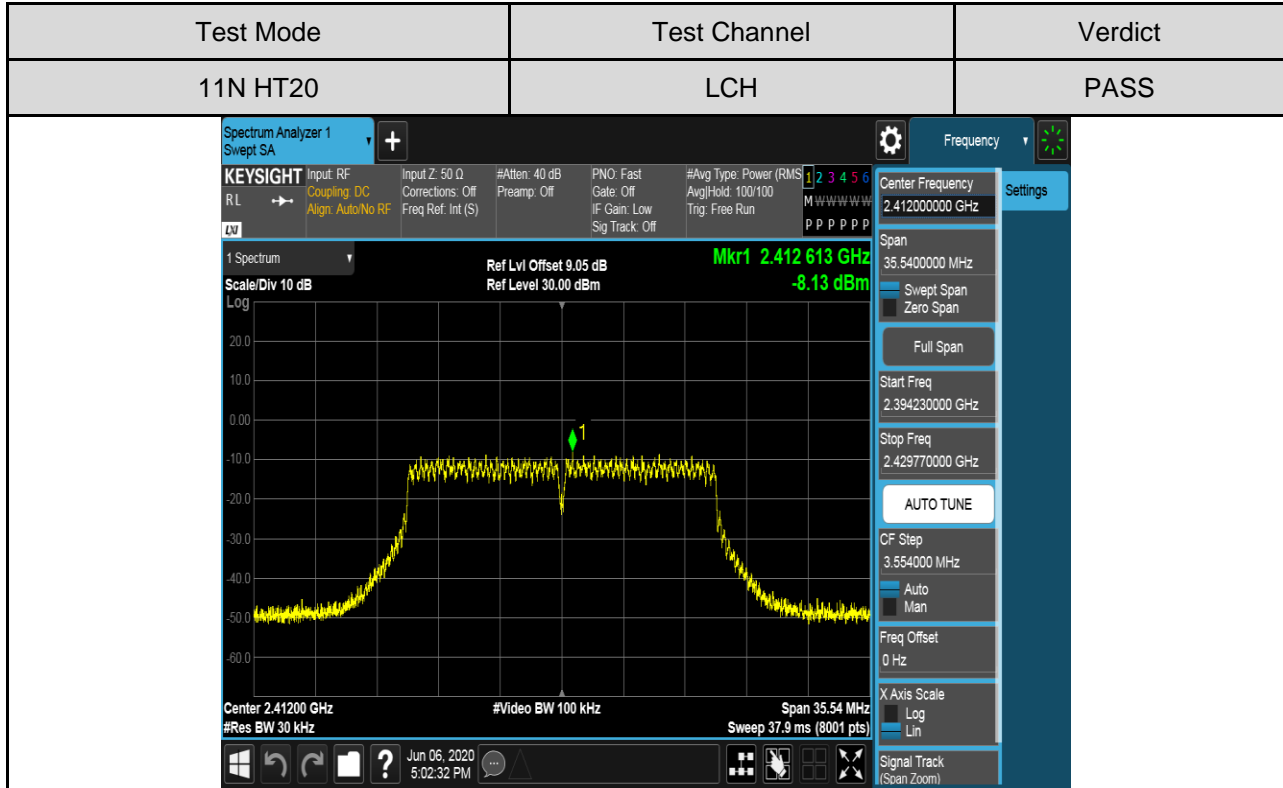 Test Mode Test Channel Verdict
11N HT20 LCH PASS
Spectrum Analyzer 1
Swept SA
+
Frequency
KEYSIGHT
RL
LXI
Input: RF
Coupling: DC
Align: Auto/No RF
Input Z: 50 Ω
Corrections: Off
Freq Ref: Int (S)
#Atten: 40 dB
Preamp: Off
PNO: Fast
Gate: Off
IF Gain: Low
Sig Track: Off
#Avg Type: Power (RMS
Avg|Hold: 100/100
Trig: Free Run
1 2 3 4 5 6
M W W W W W
P P P P P P
1 Spectrum
Scale/Div 10 dB
Log
Ref Lvl Offset 9.05 dB
Ref Level 30.00 dBm
Mkr1 2.412 613 GHz
-8.13 dBm
20.0
10.0
0.00
-10.0
-20.0
-30.0
-40.0
-50.0
-60.0
1
Center 2.41200 GHz
#Res BW 30 kHz
#Video BW 100 kHz
Span 35.54 MHz
Sweep 37.9 ms (8001 pts)
Jun 06, 2020
5:02:32 PM
?
Center Frequency
2.412000000 GHz
Settings
Span
35.5400000 MHz
Swept Span
Zero Span
Full Span
Start Freq
2.394230000 GHz
Stop Freq
2.429770000 GHz
AUTO TUNE
CF Step
3.554000 MHz
Auto
Man
Freq Offset
0 Hz
X Axis Scale
Log
Lin
Signal Track
(Span Zoom)